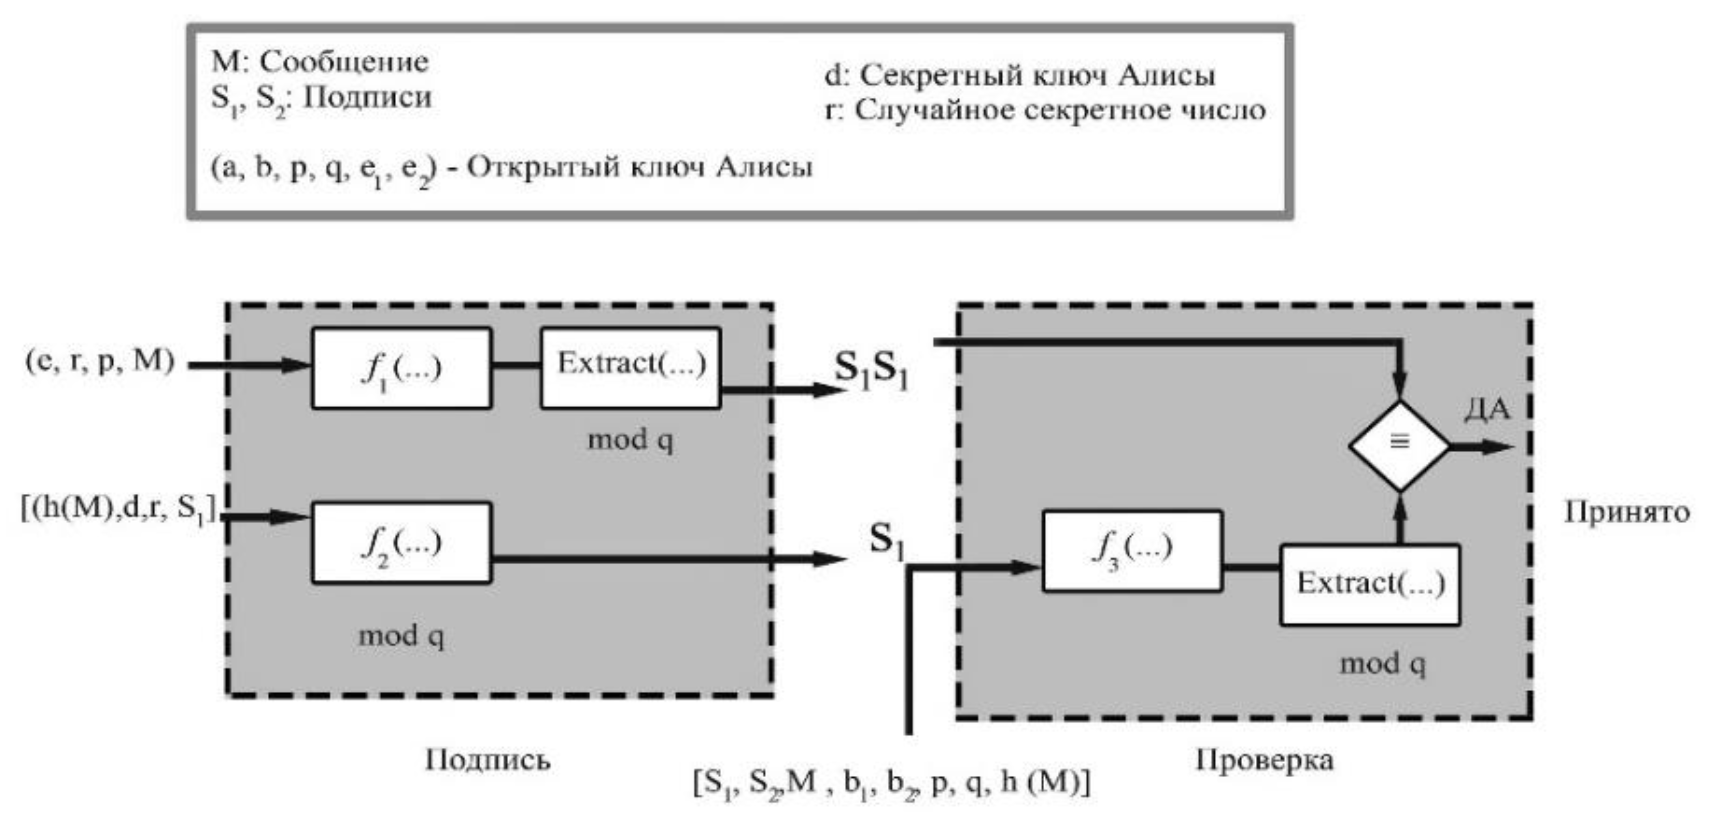 M: Сообщение
S₁, S₂: Подписи
d: Секретный ключ Алисы
r: Случайное секретное число
(a, b, p, q, e₁, e₂) - Открытый ключ Алисы
(e, r, p, M)
f₁(...)
Extract(...)
mod q
S₁S₁
ДА
≡
[(h(M),d,r, S₁]
f₂(...)
mod q
S₁
f₃(...)
Extract(...)
mod q
Принято
Подпись
Проверка
[S₁, S₂,M , b₁, b₂, p, q, h (M)]